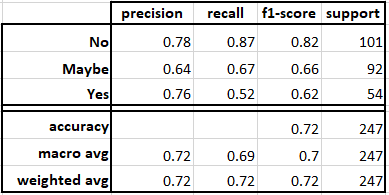 precision recall f1-score support
No 0.78 0.87 0.82 101
Maybe 0.64 0.67 0.66 92
Yes 0.76 0.52 0.62 54
accuracy 0.72 247
macro avg 0.72 0.69 0.7 247
weighted avg 0.72 0.72 0.72 247